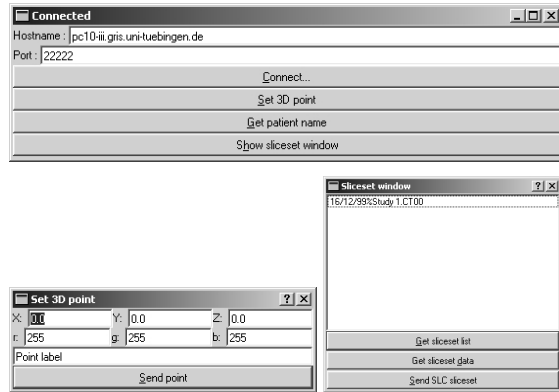 Connected
Hostname : pc10-iii.gris.uni-tuebingen.de
Port : 22222
Connect...
Set 3D point
Get patient name
Show sliceset window
Sliceset window
16/12/99%Study 1.CT00
Get sliceset list
Get sliceset data
Send SLC sliceset
Set 3D point
X: 0.0 Y: 0.0 Z: 0.0
r: 255 g: 255 b: 255
Point label
Send point